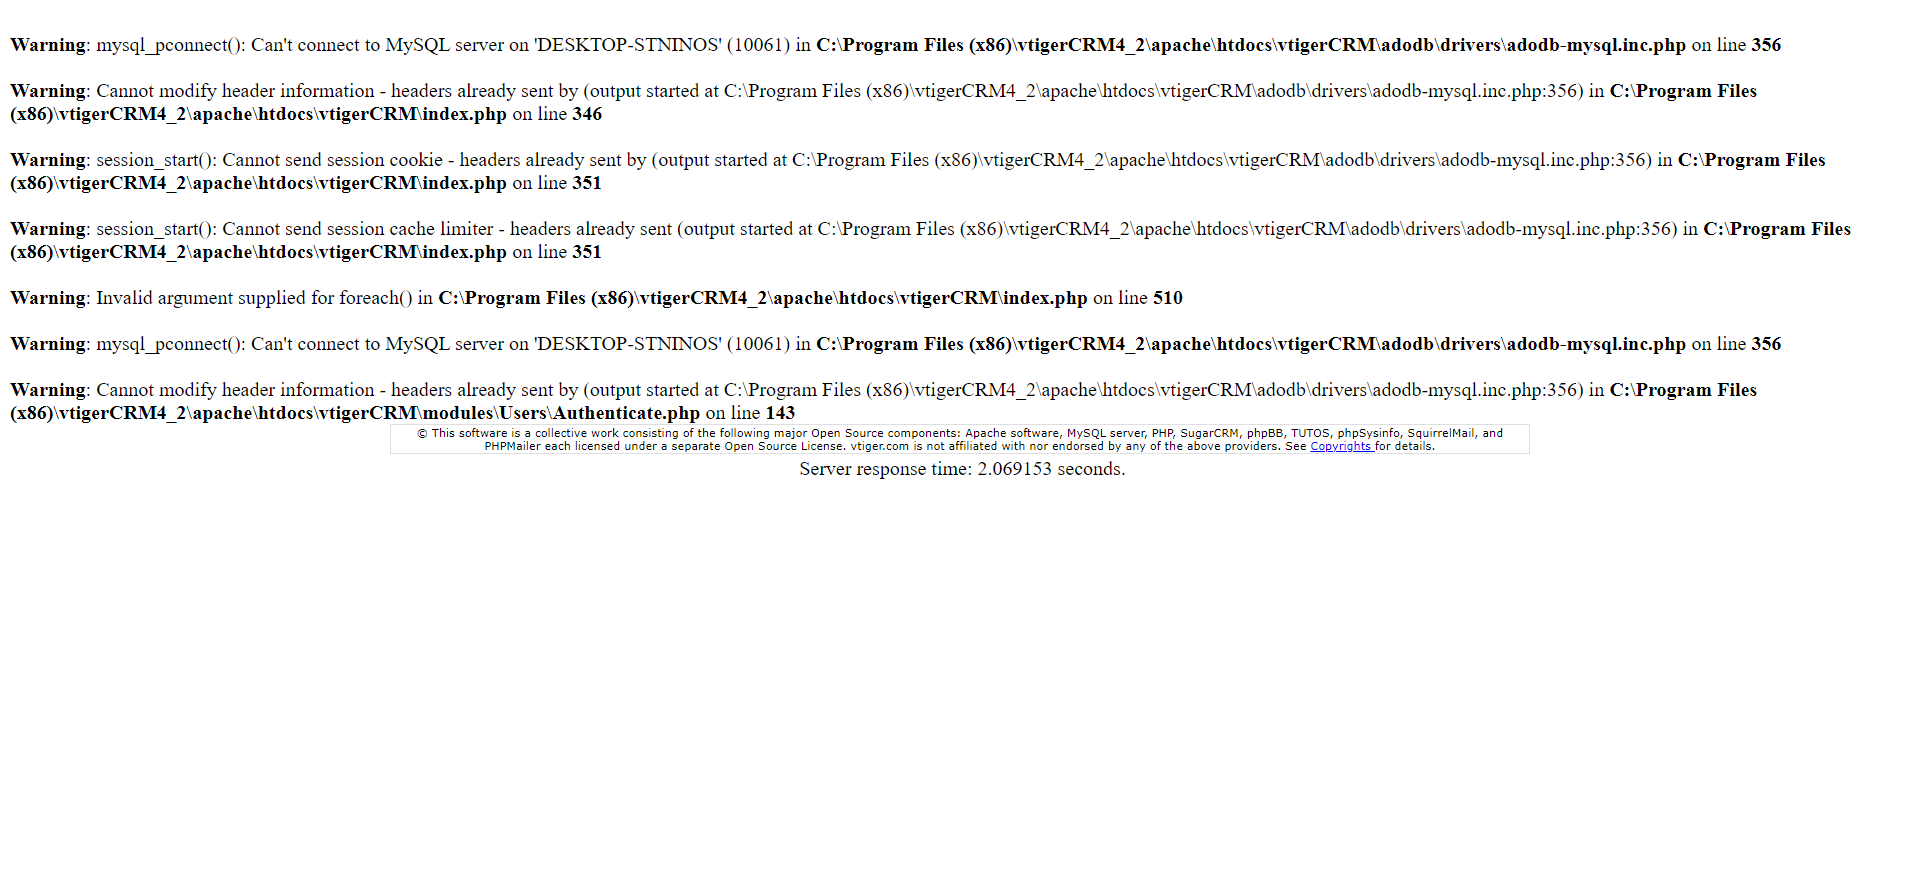 Warning: mysql_pconnect(): Can't connect to MySQL server on 'DESKTOP-STNINOS' (10061) in C:\Program Files (x86)\vtigerCRM4_2\apache\htdocs\vtigerCRM\adodb\drivers\adodb-mysql.inc.php on line 356
Warning: Cannot modify header information - headers already sent by (output started at C:\Program Files (x86)\vtigerCRM4_2\apache\htdocs\vtigerCRM\adodb\drivers\adodb-mysql.inc.php:356) in C:\Program Files
(x86)\vtigerCRM4_2\apache\htdocs\vtigerCRM\index.php on line 346
Warning: session_start(): Cannot send session cookie - headers already sent by (output started at C:\Program Files (x86)\vtigerCRM4_2\apache\htdocs\vtigerCRM\adodb\drivers\adodb-mysql.inc.php:356) in C:\Program Files
(x86)\vtigerCRM4_2\apache\htdocs\vtigerCRM\index.php on line 351
Warning: session_start(): Cannot send session cache limiter - headers already sent (output started at C:\Program Files (x86)\vtigerCRM4_2\apache\htdocs\vtigerCRM\adodb\drivers\adodb-mysql.inc.php:356) in C:\Program Files
(x86)\vtigerCRM4_2\apache\htdocs\vtigerCRM\index.php on line 351
Warning: Invalid argument supplied for foreach() in C:\Program Files (x86)\vtigerCRM4_2\apache\htdocs\vtigerCRM\index.php on line 510
Warning: mysql_pconnect(): Can't connect to MySQL server on 'DESKTOP-STNINOS' (10061) in C:\Program Files (x86)\vtigerCRM4_2\apache\htdocs\vtigerCRM\adodb\drivers\adodb-mysql.inc.php on line 356
Warning: Cannot modify header information - headers already sent by (output started at C:\Program Files (x86)\vtigerCRM4_2\apache\htdocs\vtigerCRM\adodb\drivers\adodb-mysql.inc.php:356) in C:\Program Files
(x86)\vtigerCRM4_2\apache\htdocs\vtigerCRM\modules\Users\Authenticate.php on line 143
© This software is a collective work consisting of the following major Open Source components: Apache software, MySQL server, PHP, SugarCRM, phpBB, TUTOS, phpSysinfo, SquirrelMail, and
PHPMailer each licensed under a separate Open Source License. vtiger.com is not affiliated with nor endorsed by any of the above providers. See Copyrights for details.
Server response time: 2.069153 seconds.